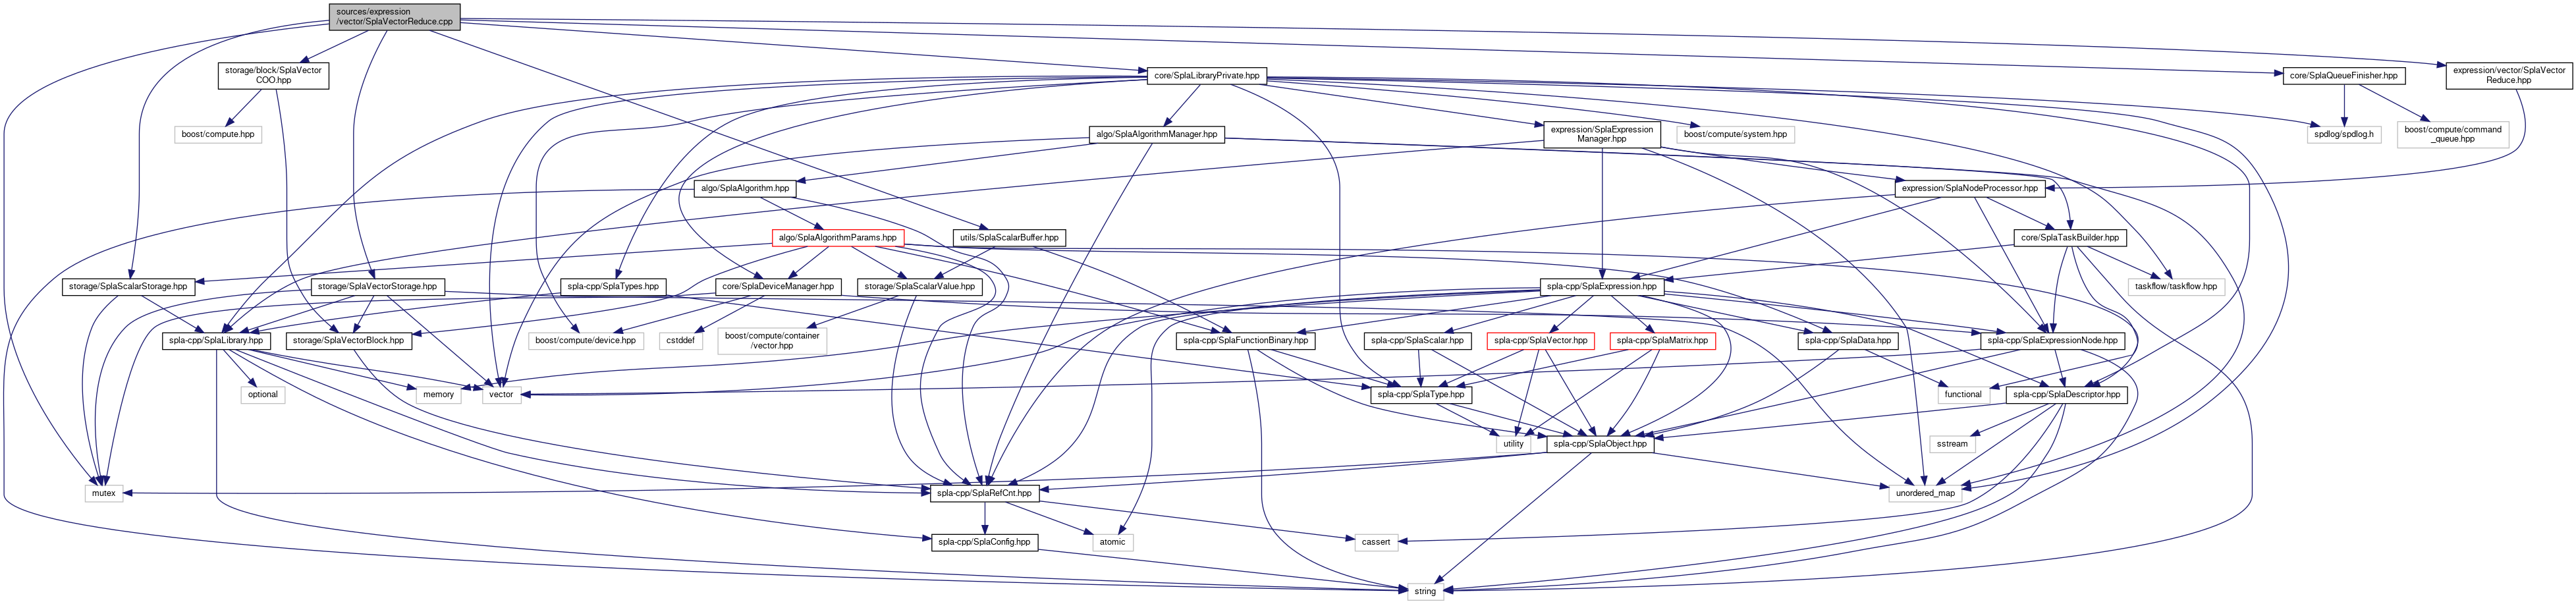 sources/expression
/vector/SplaVectorReduce.cpp
storage/block/SplaVector
COO.hpp
core/SplaLibraryPrivate.hpp
core/SplaQueueFinisher.hpp
expression/vector/SplaVector
Reduce.hpp
boost/compute.hpp
algo/SplaAlgorithmManager.hpp
expression/SplaExpression
Manager.hpp
boost/compute/system.hpp
spdlog/spdlog.h
boost/compute/command
_queue.hpp
algo/SplaAlgorithm.hpp
expression/SplaNodeProcessor.hpp
algo/SplaAlgorithmParams.hpp
utils/SplaScalarBuffer.hpp
core/SplaTaskBuilder.hpp
storage/SplaScalarStorage.hpp
storage/SplaVectorStorage.hpp
spla-cpp/SplaTypes.hpp
core/SplaDeviceManager.hpp
storage/SplaScalarValue.hpp
spla-cpp/SplaExpression.hpp
taskflow/taskflow.hpp
spla-cpp/SplaLibrary.hpp
storage/SplaVectorBlock.hpp
boost/compute/device.hpp
cstddef
boost/compute/container
/vector.hpp
spla-cpp/SplaFunctionBinary.hpp
spla-cpp/SplaScalar.hpp
spla-cpp/SplaVector.hpp
spla-cpp/SplaMatrix.hpp
spla-cpp/SplaData.hpp
spla-cpp/SplaExpressionNode.hpp
optional
memory
vector
spla-cpp/SplaType.hpp
functional
spla-cpp/SplaDescriptor.hpp
utility
spla-cpp/SplaObject.hpp
sstream
mutex
spla-cpp/SplaRefCnt.hpp
unordered_map
spla-cpp/SplaConfig.hpp
atomic
cassert
string